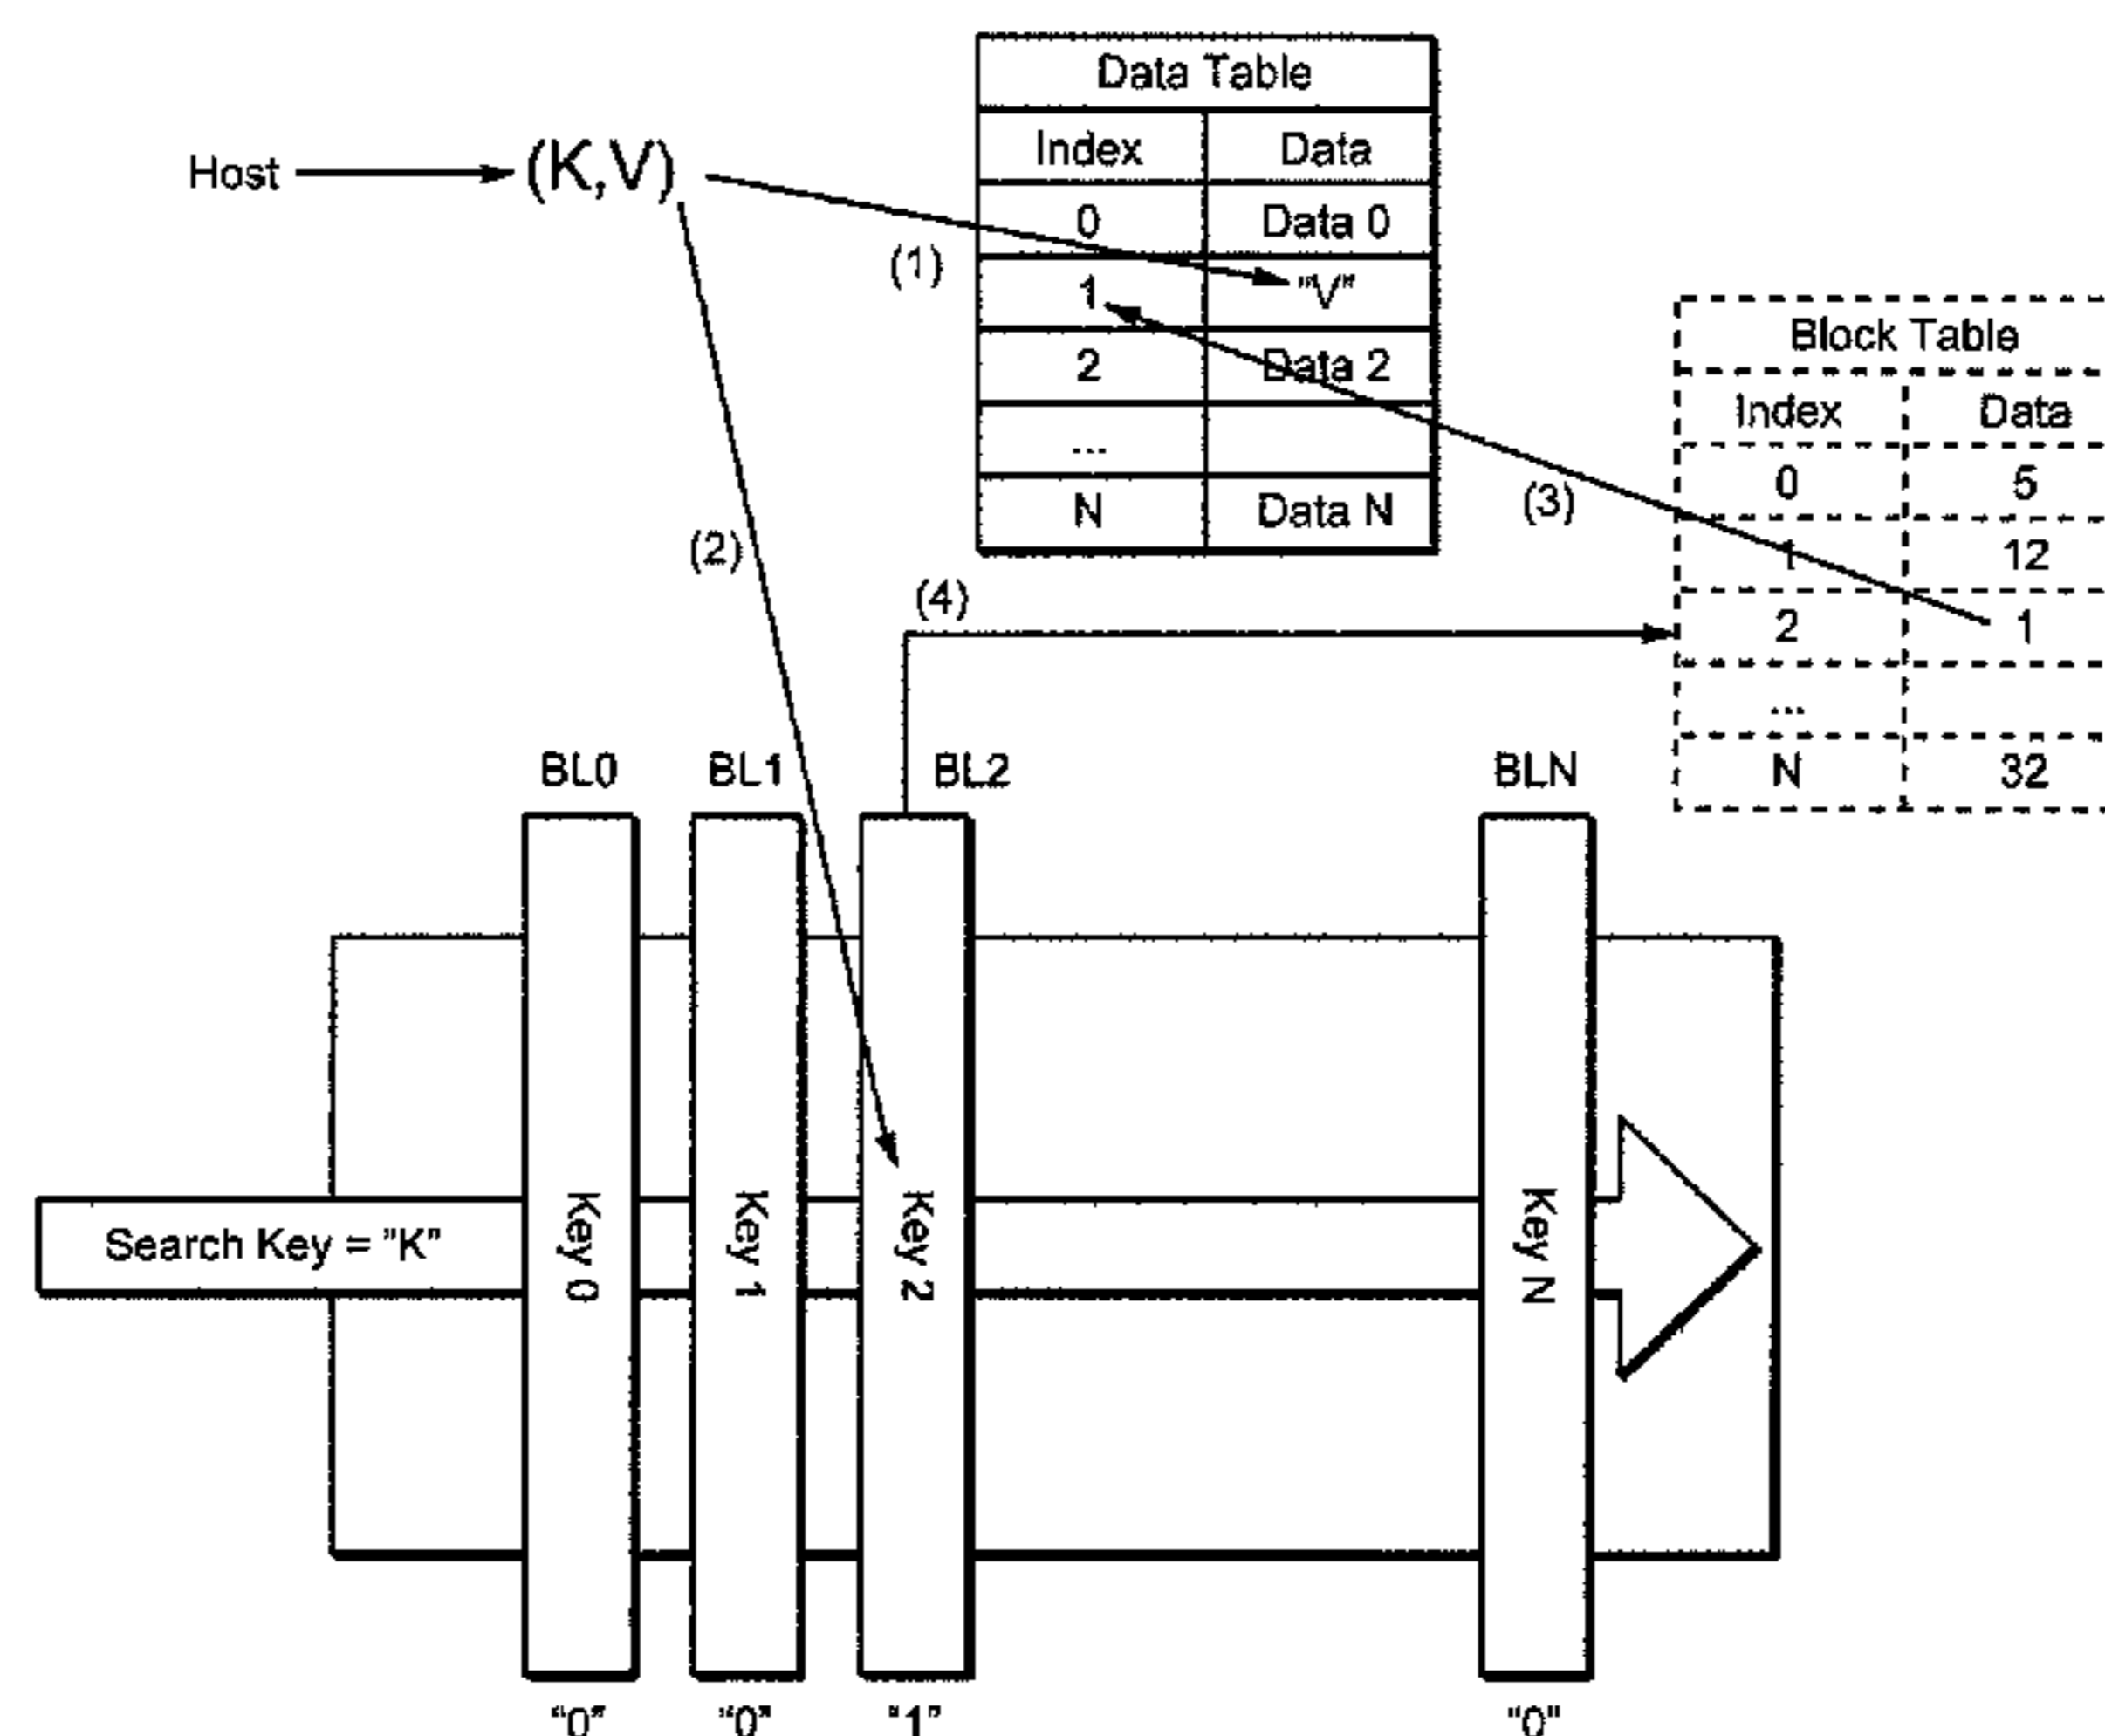 Data Table
Index Data
Host (K,V)
0 Data 0
(1)
1 "V"
2 Data 2
...
N Data N
Block Table
Index Data
0 5
(3)
1 12
(2)
(4)
2 1
...
N 32
BL0 BL1 BL2 BLN
Search Key = "K"
Key 0
Key 1
Key 2
Key N
"0" "0" "1" "0"